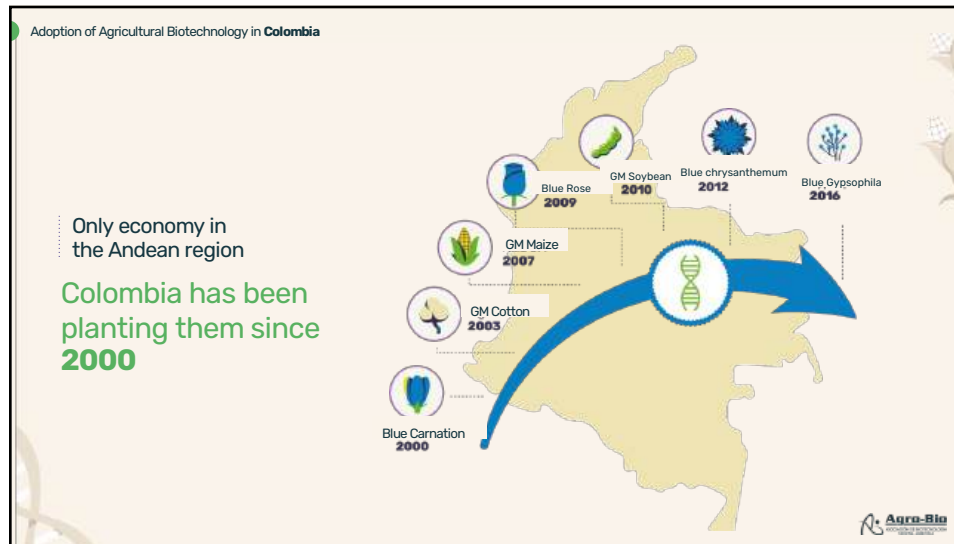 Adoption of Agricultural Biotechnology in Colombia
Only economy in
the Andean region
Colombia has been
planting them since
2000
Blue Carnation
2000
GM Cotton
2003
GM Maize
2007
Blue Rose
2009
GM Soybean
2010
Blue chrysanthemum
2012
Blue Gypsophila
2016
Agro-Bio